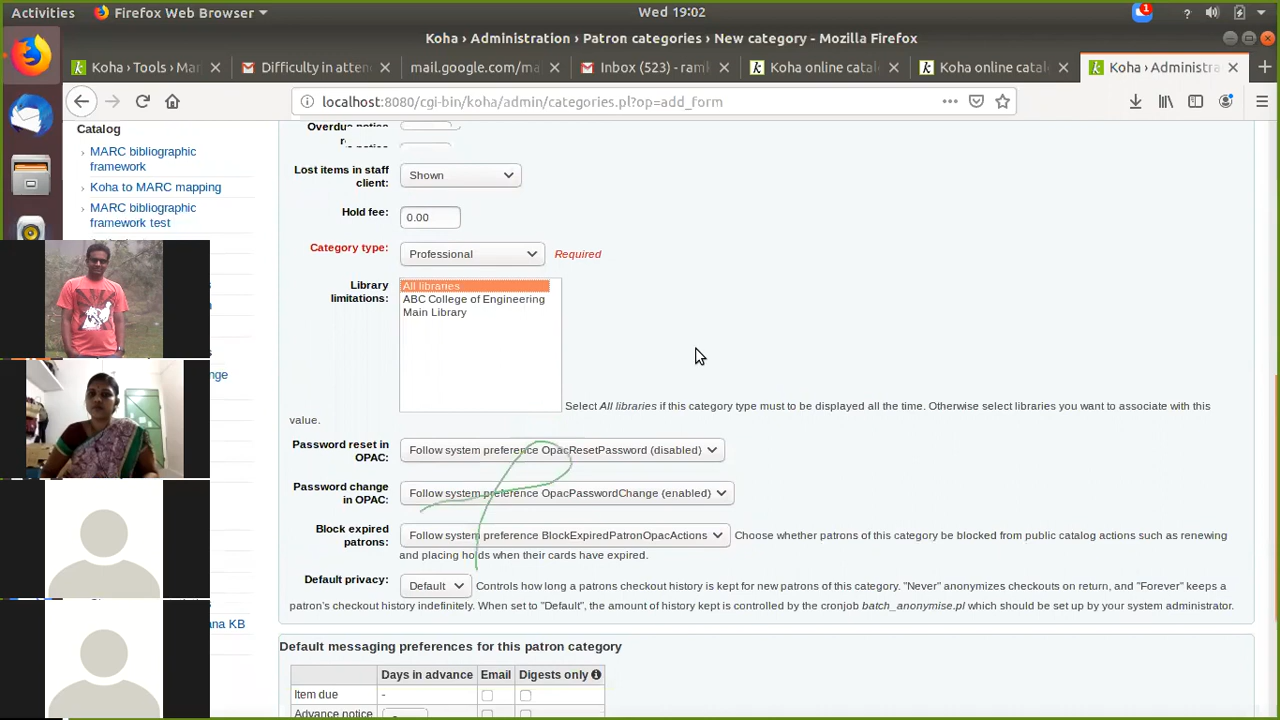 Activities Firefox Web Browser Wed 19:02 1 ?
Koha › Administration › Patron categories › New category - Mozilla Firefox
Koha › Tools › Mar Difficulty in atten mail.google.com/ma Inbox (523) - raml Koha online catal Koha online catal Koha › Administra
localhost:8080/cgi-bin/koha/admin/categories.pl?op=add_form
Catalog
MARC bibliographic
framework
Koha to MARC mapping
MARC bibliographic
framework test
nge
ana KB
Overdue notice
Lost items in staff
client:
Shown
Hold fee:
0.00
Category type:
Professional
Required
Library
limitations:
All libraries
ABC College of Engineering
Main Library
Select All libraries if this category type must to be displayed all the time. Otherwise select libraries you want to associate with this
value.
Password reset in
OPAC:
Follow system preference OpacResetPassword (disabled)
Password change
in OPAC:
Follow system preference OpacPasswordChange (enabled)
Block expired
patrons:
Follow system preference BlockExpiredPatronOpacActions
Choose whether patrons of this category be blocked from public catalog actions such as renewing
and placing holds when their cards have expired.
Default privacy:
Default
Controls how long a patrons checkout history is kept for new patrons of this category. "Never" anonymizes checkouts on return, and "Forever" keeps a
patron's checkout history indefinitely. When set to "Default", the amount of history kept is controlled by the cronjob batch_anonymise.pl which should be set up by your system administrator.
Default messaging preferences for this patron category
Days in advance Email Digests only
Item due -
Advance notice